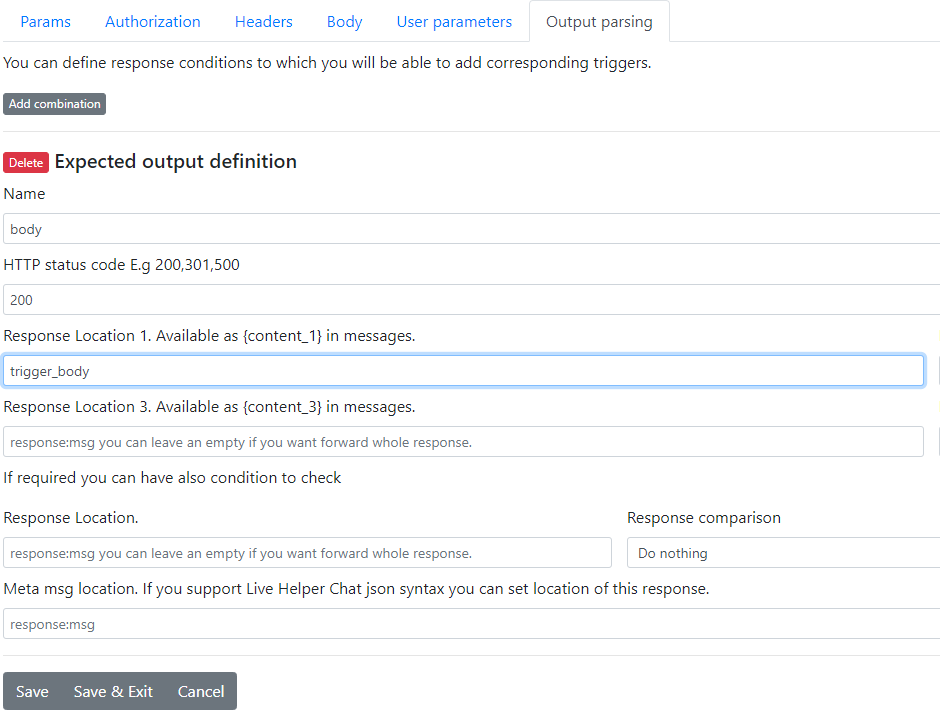 Params Authorization Headers Body User parameters Output parsing
You can define response conditions to which you will be able to add corresponding triggers.
Add combination
Delete Expected output definition
Name
body
HTTP status code E.g 200,301,500
200
Response Location 1. Available as {content_1} in messages.
trigger_body
Response Location 3. Available as {content_3} in messages.
response:msg you can leave an empty if you want forward whole response.
If required you can have also condition to check
Response Location. Response comparison
response:msg you can leave an empty if you want forward whole response. Do nothing
Meta msg location. If you support Live Helper Chat json syntax you can set location of this response.
response:msg
Save Save & Exit Cancel